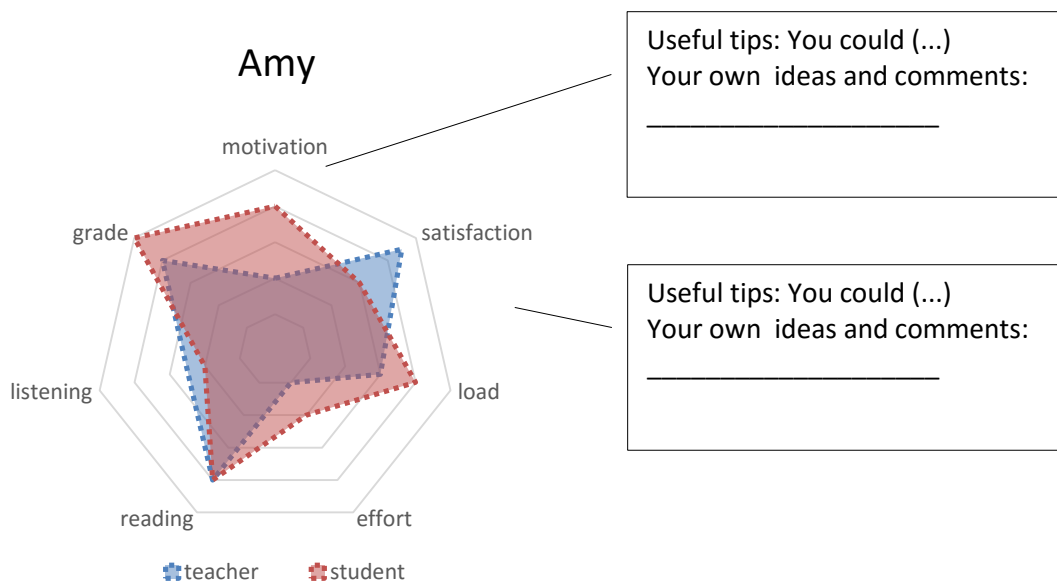 Amy
Useful tips: You could (...)
Your own  ideas and comments:
____________________
motivation
grade
satisfaction
Useful tips: You could (...)
Your own  ideas and comments:
____________________
listening
load
reading
effort
teacher
student